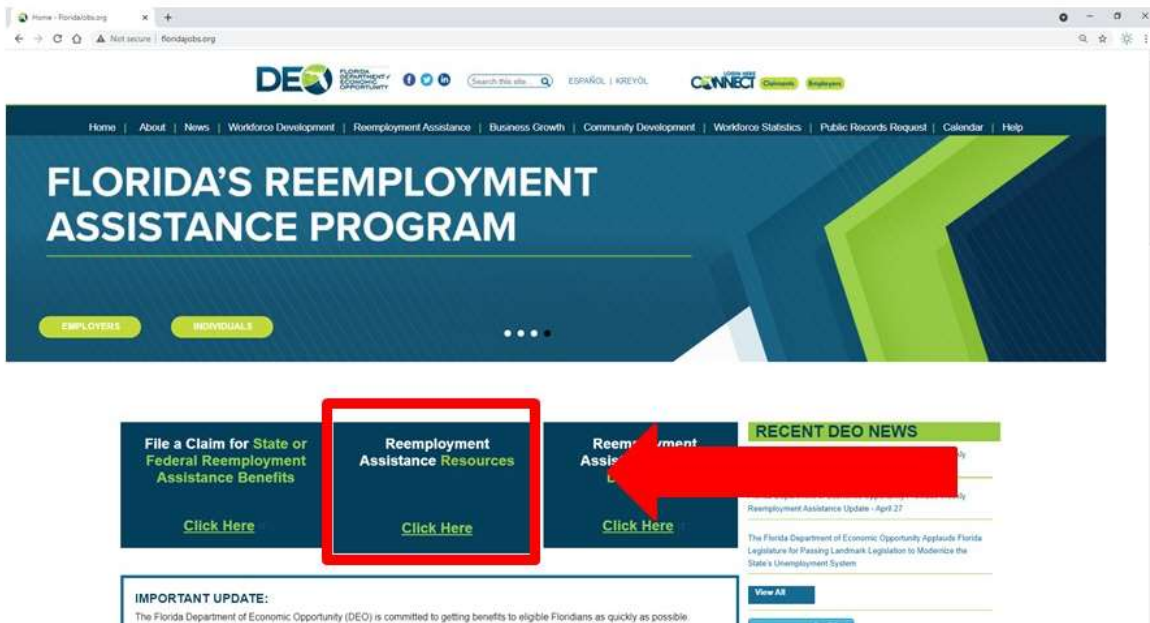 Home - FloridaJobs.org
Not secure | floridajobs.org
DEO FLORIDA DEPARTMENT of ECONOMIC OPPORTUNITY
Search this site...
ESPAÑOL | KREYÒL
CONNECT Claimants Employers
Home | About | News | Workforce Development | Reemployment Assistance | Business Growth | Community Development | Workforce Statistics | Public Records Request | Calendar | Help
FLORIDA'S REEMPLOYMENT
ASSISTANCE PROGRAM
EMPLOYERS
INDIVIDUALS
File a Claim for State or
Federal Reemployment
Assistance Benefits
Click Here
Reemployment
Assistance Resources
Click Here
Click Here
RECENT DEO NEWS
Reemployment Assistance Update - April 27
The Florida Department of Economic Opportunity Applauds Florida
Legislature for Passing Landmark Legislation to Modernize the
State's Unemployment System
View All
IMPORTANT UPDATE:
The Florida Department of Economic Opportunity (DEO) is committed to getting benefits to eligible Floridians as quickly as possible.